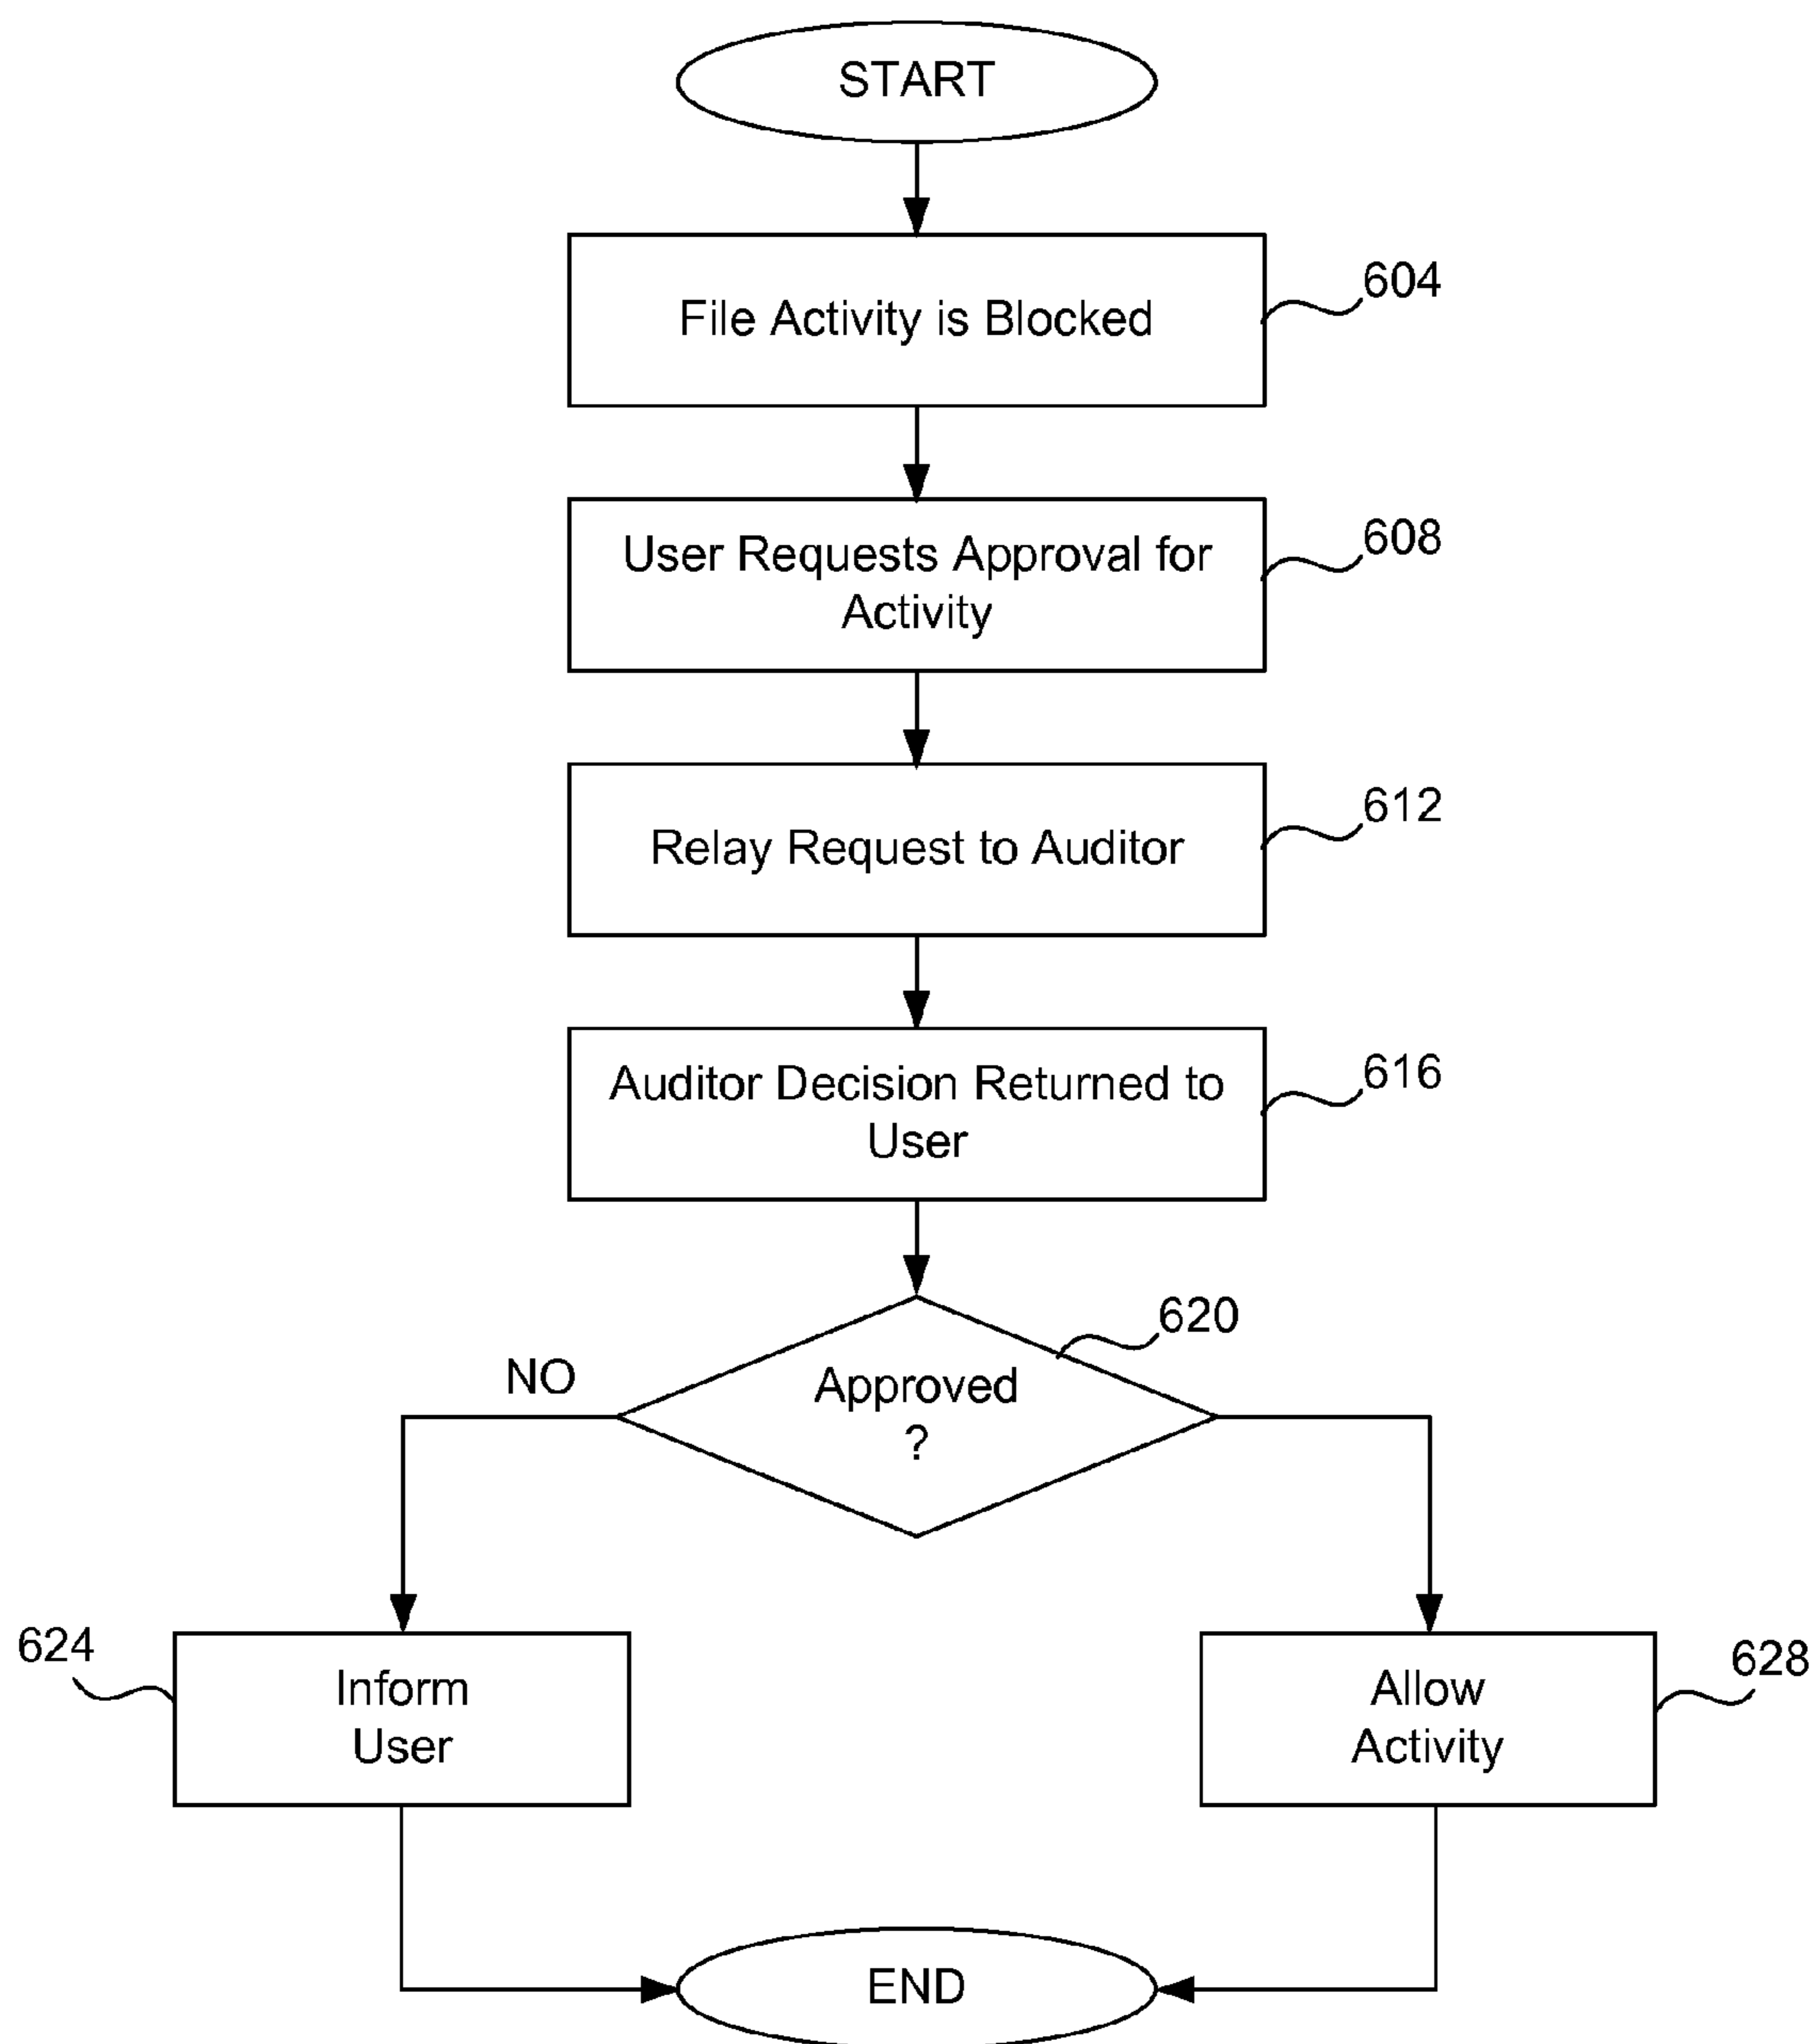 START
File Activity is Blocked
604
User Requests Approval for
Activity
608
Relay Request to Auditor
612
Auditor Decision Returned to
User
616
620
Approved
?
NO
624
Inform
User
Allow
Activity
628
END